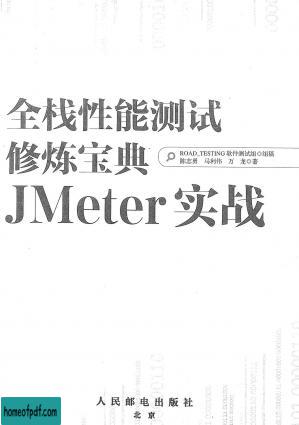 全栈性能测试
修炼宝典
ROAD_TESTING 软件测试组◎组稿
陈志勇 马利伟 万 龙◎著
JMeter 实战
人民邮电出版社
北京
homeofpdf.com